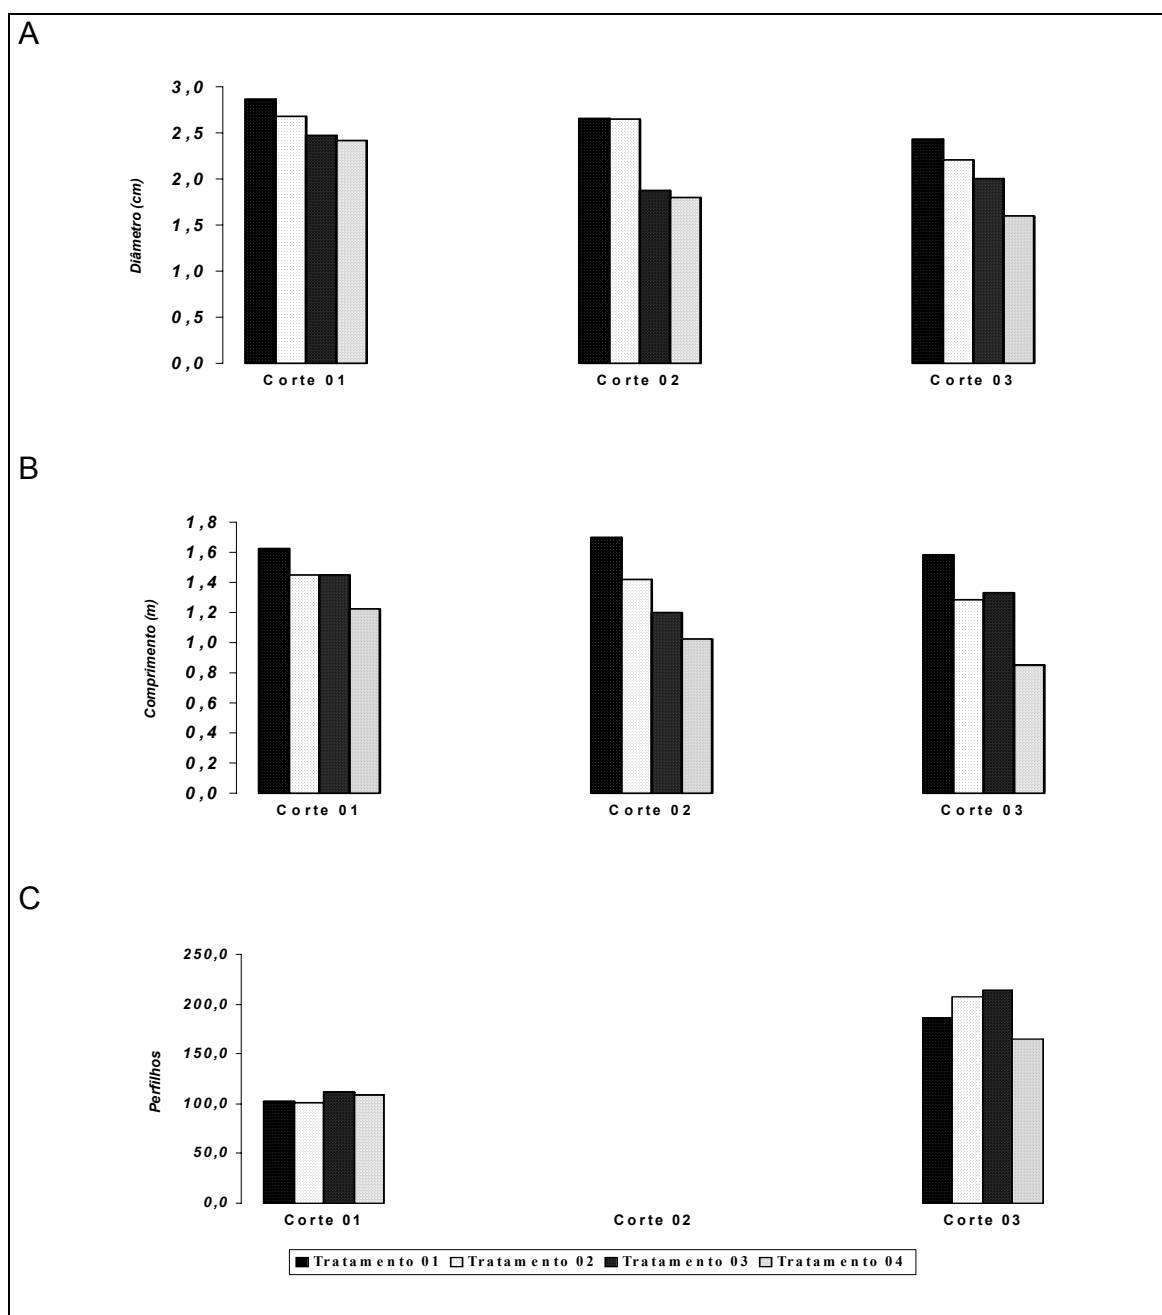 A
3,0
2,5
2,0
1,5
1,0
0,5
0,0
Diâmetro (cm)
Corte 01 Corte 02 Corte 03
B
1,8
1,6
1,4
1,2
1,0
0,8
0,6
0,4
0,2
0,0
Comprimento (m)
Corte 01 Corte 02 Corte 03
C
250,0
200,0
150,0
100,0
50,0
0,0
Perfilhos
Corte 01 Corte 02 Corte 03
Tratamento 01 Tratamento 02 Tratamento 03 Tratamento 04